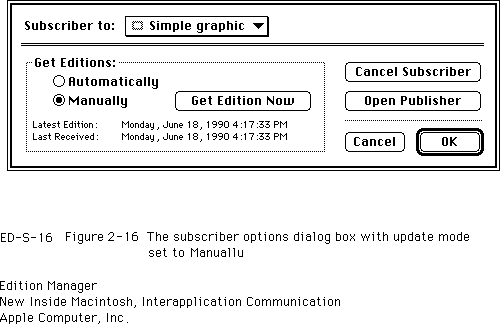 Subscriber to: Simple graphic
Get Editions:
Automatically
Manually
Get Edition Now
Latest Edition: Monday, June 18, 1990 4:17:33 PM
Last Received: Monday, June 18, 1990 4:17:33 PM
Cancel Subscriber
Open Publisher
Cancel
OK
ED-S-16 Figure 2-16 The subscriber options dialog box with update mode
set to Manuallu
Edition Manager
New Inside Macintosh, Interapplication Communication
Apple Computer, Inc.